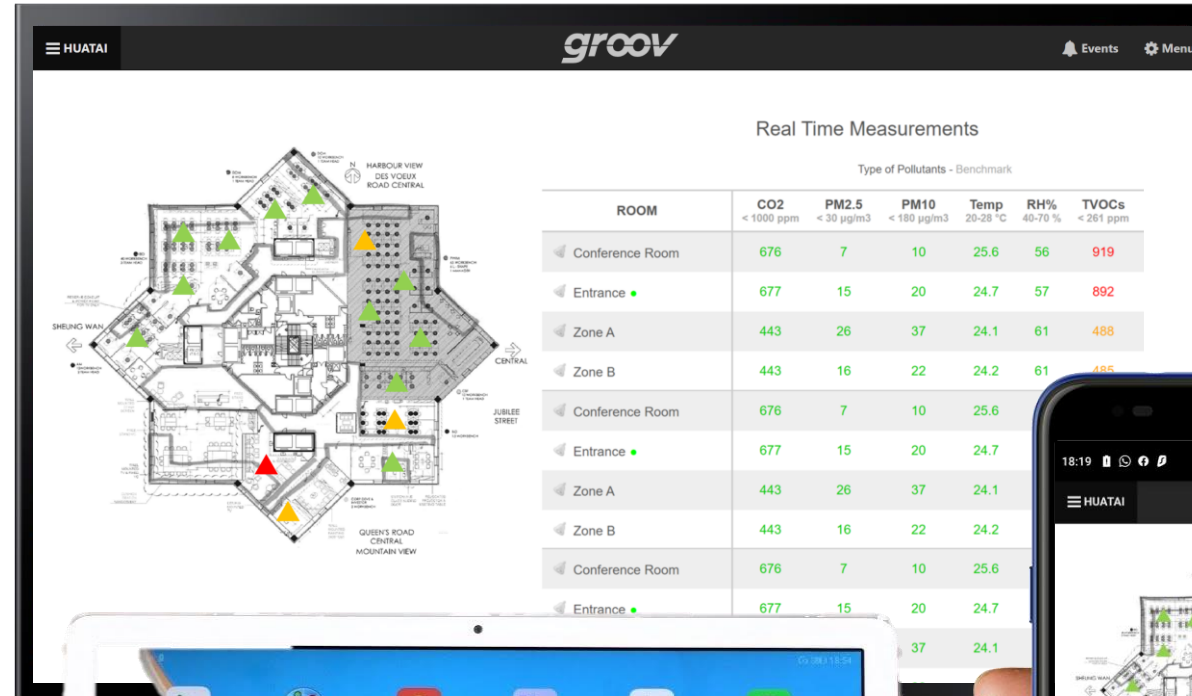 HUATAI
groov
Events
Menu
Real Time Measurements
Type of Pollutants - Benchmark
ROOM
CO2 PM2.5 PM10 Temp RH% TVOCs
< 1000 ppm < 30 μg/m3 < 180 μg/m3 20-28 °C 40-70 % < 261 ppm
Conference Room 676 7 10 25.6 56 919
Entrance 677 15 20 24.7 57 892
Zone A 443 26 37 24.1 61 488
Zone B 443 16 22 24.2 61 485
Conference Room 676 7 10 25.6
Entrance 677 15 20 24.7
Zone A 443 26 37 24.1
Zone B 443 16 22 24.2
Conference Room 676 7 10 25.6
Entrance 677 15 20 24.7
37 24.1
N
HARBOUR VIEW
DES VOEUX
ROAD CENTRAL
SHEUNG WAN
CENTRAL
JUBILEE
STREET
QUEEN'S ROAD
CENTRAL
MOUNTAIN VIEW
18:19
HUATAI
18:54